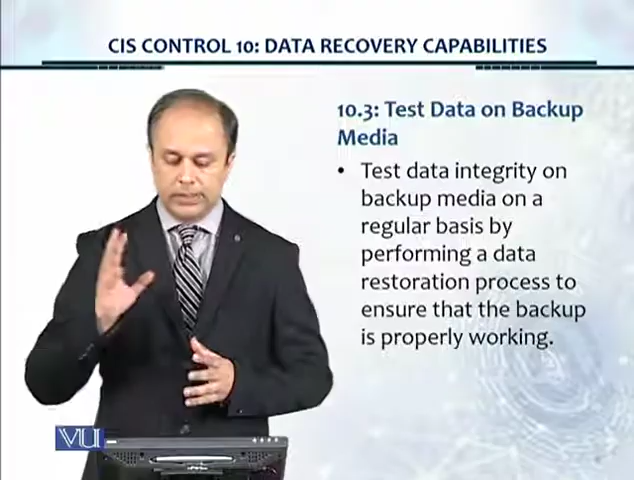 CIS CONTROL 10: DATA RECOVERY CAPABILITIES
10.3: Test Data on Backup
Media
• Test data integrity on
backup media on a
regular basis by
performing a data
restoration process to
ensure that the backup
is properly working.
VU